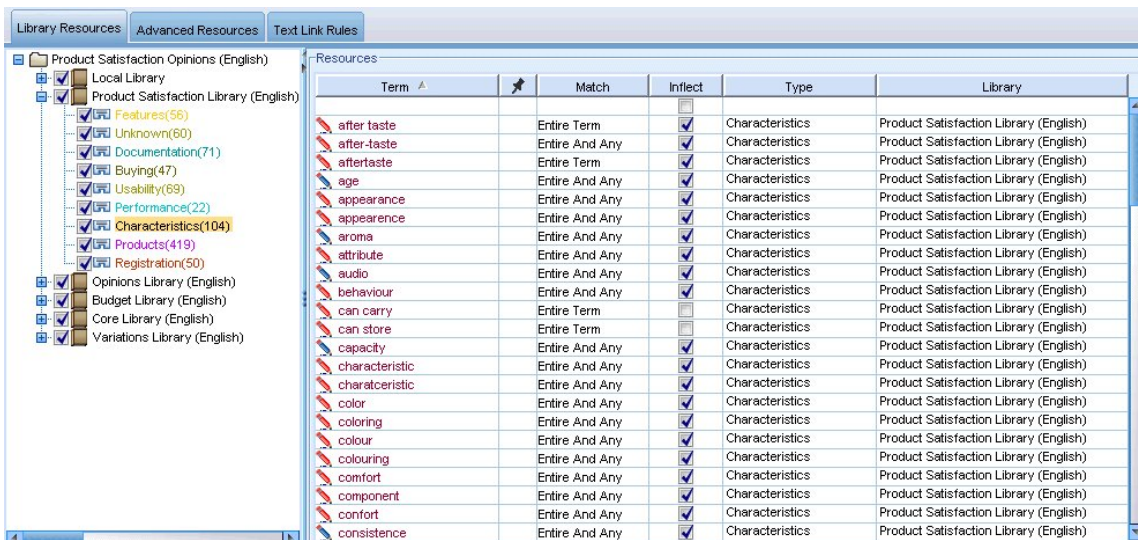 Library Resources Advanced Resources Text Link Rules
Product Satisfaction Opinions (English)
Local Library
Product Satisfaction Library (English)
Features(56)
Unknown(60)
Documentation(71)
Buying(47)
Usability(69)
Performance(22)
Characteristics(104)
Products(419)
Registration(50)
Opinions Library (English)
Budget Library (English)
Core Library (English)
Variations Library (English)
Resources
Term Match Inflect Type Library
after taste Entire Term Characteristics Product Satisfaction Library (English)
after-taste Entire And Any Characteristics Product Satisfaction Library (English)
aftertaste Entire Term Characteristics Product Satisfaction Library (English)
age Entire And Any Characteristics Product Satisfaction Library (English)
appearance Entire And Any Characteristics Product Satisfaction Library (English)
appearence Entire And Any Characteristics Product Satisfaction Library (English)
aroma Entire And Any Characteristics Product Satisfaction Library (English)
attribute Entire And Any Characteristics Product Satisfaction Library (English)
audio Entire And Any Characteristics Product Satisfaction Library (English)
behaviour Entire And Any Characteristics Product Satisfaction Library (English)
can carry Entire Term Characteristics Product Satisfaction Library (English)
can store Entire Term Characteristics Product Satisfaction Library (English)
capacity Entire And Any Characteristics Product Satisfaction Library (English)
characteristic Entire And Any Characteristics Product Satisfaction Library (English)
charatceristic Entire And Any Characteristics Product Satisfaction Library (English)
color Entire And Any Characteristics Product Satisfaction Library (English)
coloring Entire And Any Characteristics Product Satisfaction Library (English)
colour Entire And Any Characteristics Product Satisfaction Library (English)
colouring Entire And Any Characteristics Product Satisfaction Library (English)
comfort Entire And Any Characteristics Product Satisfaction Library (English)
component Entire And Any Characteristics Product Satisfaction Library (English)
confort Entire And Any Characteristics Product Satisfaction Library (English)
consistence Entire And Any Characteristics Product Satisfaction Library (English)